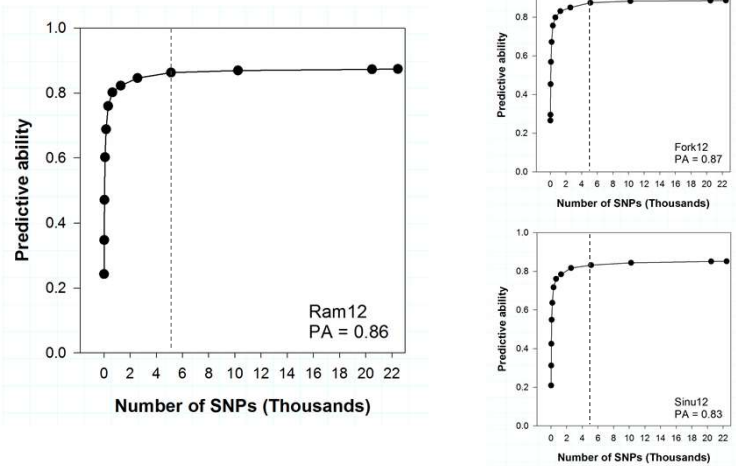 1.0
0.8
0.6
0.4
0.2
0.0
Predictive ability
Ram12
PA = 0.86
0 2 4 6 8 10 12 14 16 18 20 22
Number of SNPs (Thousands)
0.8
0.6
0.4
0.2
0.0
Predictive ability
Fork12
PA = 0.87
0 2 4 6 8 10 12 14 16 18 20 22
Number of SNPs (Thousands)
1.0
0.8
0.6
0.4
0.2
0.0
Predictive ability
Sinu12
PA = 0.83
0 2 4 6 8 10 12 14 16 18 20 22
Number of SNPs (Thousands)